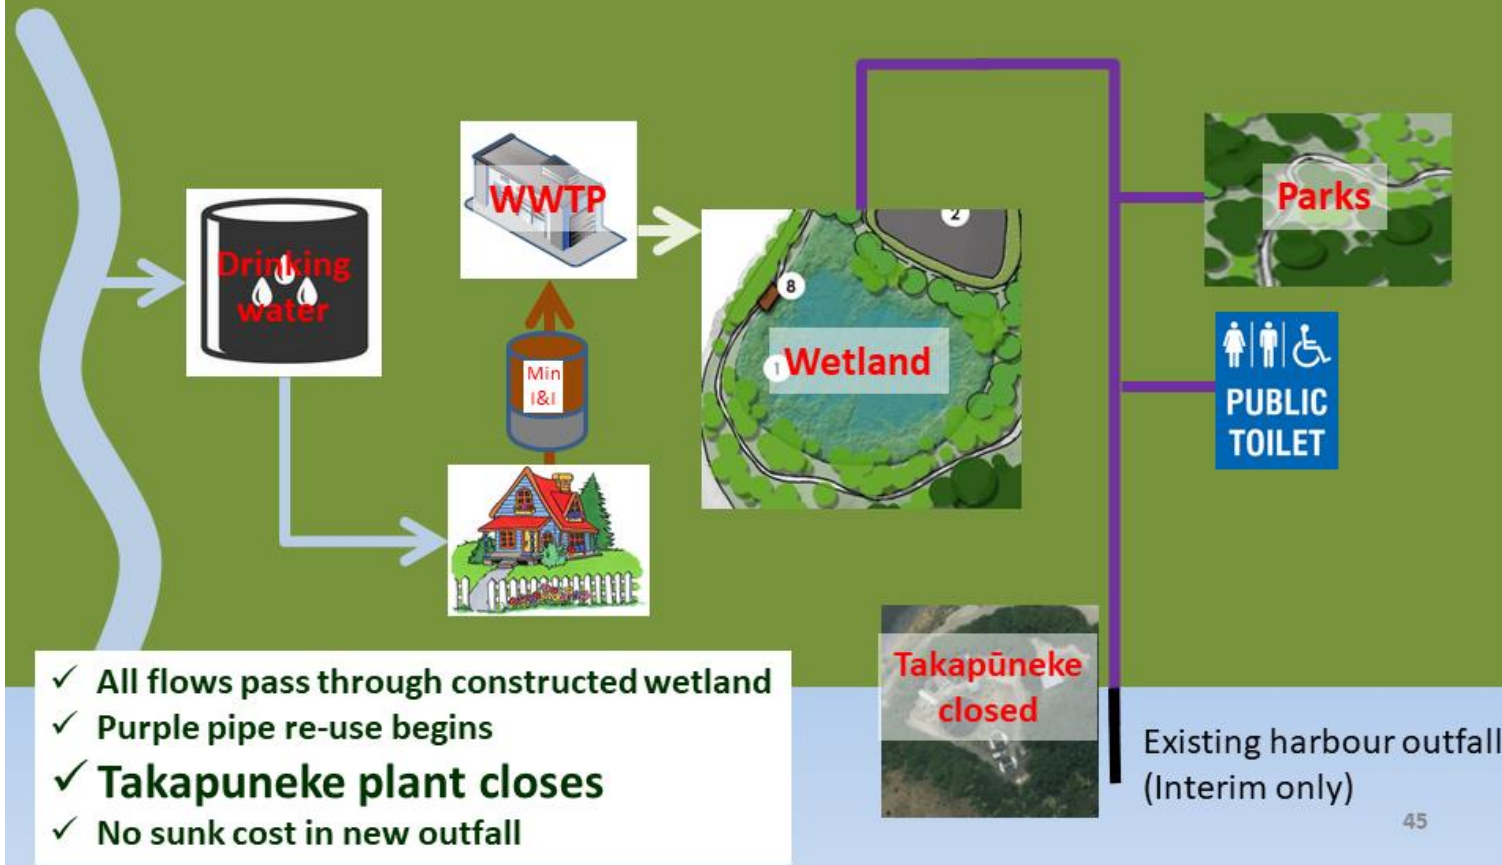 WWTP
Drinking
water
Min
I&I
2
8
1
Wetland
Parks
PUBLIC
TOILET
Takapūneke
closed
✓ All flows pass through constructed wetland
✓ Purple pipe re-use begins
✓ Takapuneke plant closes
✓ No sunk cost in new outfall
Existing harbour outfall
(Interim only)
45